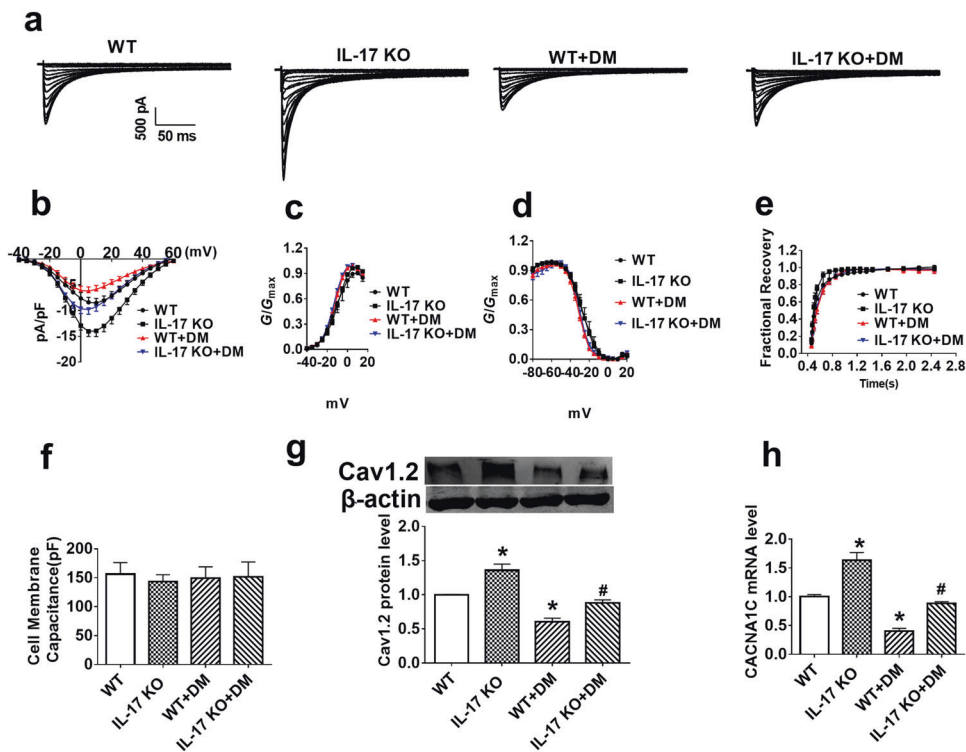 a
WT
IL-17 KO
WT+DM
IL-17 KO+DM
500 pA
50 ms
b
-40 -20 0 20 40 60 (mV)
-5
-10
-15
-20
pA/pF
WT
IL-17 KO
WT+DM
IL-17 KO+DM
c
1.2
0.9
0.6
0.3
0.0
G/Gmax
-40 -20 0 20
mV
WT
IL-17 KO
WT+DM
IL-17 KO+DM
d
1.2
0.9
0.6
0.3
0.0
G/Gmax
-80 -60 -40 -20 0 20
mV
WT
IL-17 KO
WT+DM
IL-17 KO+DM
e
1.2
1.0
0.8
0.6
0.4
0.2
0.0
Fractional Recovery
0.4 0.8 1.2 1.6 2.0 2.4 2.8
Time(s)
WT
IL-17 KO
WT+DM
IL-17 KO+DM
f
200
150
100
50
0
Cell Membrane
Capacitance(pF)
WT
IL-17 KO
WT+DM
IL-17 KO+DM
g
Cav1.2
β-actin
2.0
1.5
1.0
0.5
0.0
Cav1.2 protein level
*
*
#
WT
IL-17 KO
WT+DM
IL-17 KO+DM
h
2.0
1.5
1.0
0.5
0.0
CACNA1C mRNA level
*
*
#
WT
IL-17 KO
WT+DM
IL-17 KO+DM